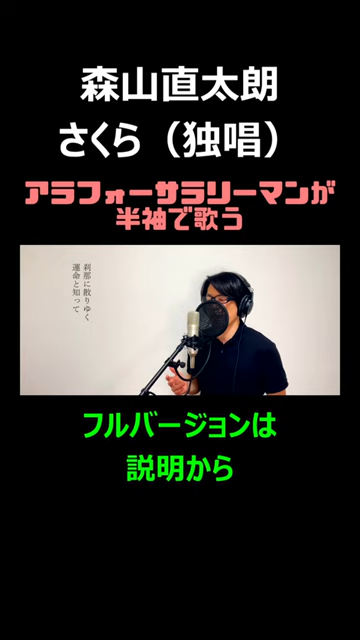 森山直太朗
さくら（独唱）
アラフォーサラリーマンが
半袖で歌う
刹那に散りゆく
運命と知って
フルバージョンは
説明から